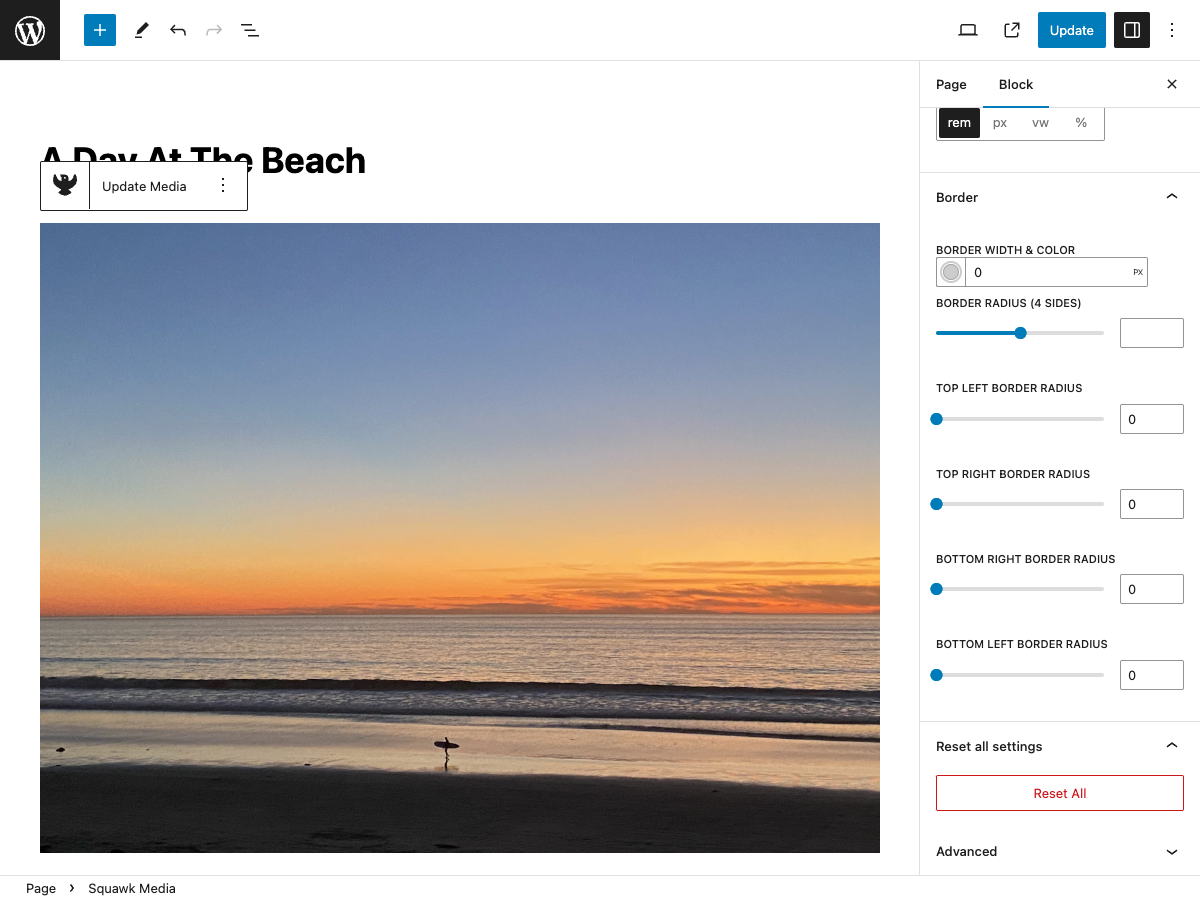 Update
Page
Block
rem
px
vw
%
A Day At The Beach
Update Media
Border
BORDER WIDTH & COLOR
0
PX
BORDER RADIUS (4 SIDES)
TOP LEFT BORDER RADIUS
0
TOP RIGHT BORDER RADIUS
0
BOTTOM RIGHT BORDER RADIUS
0
BOTTOM LEFT BORDER RADIUS
0
Reset all settings
Reset All
Advanced
Page › Squawk Media